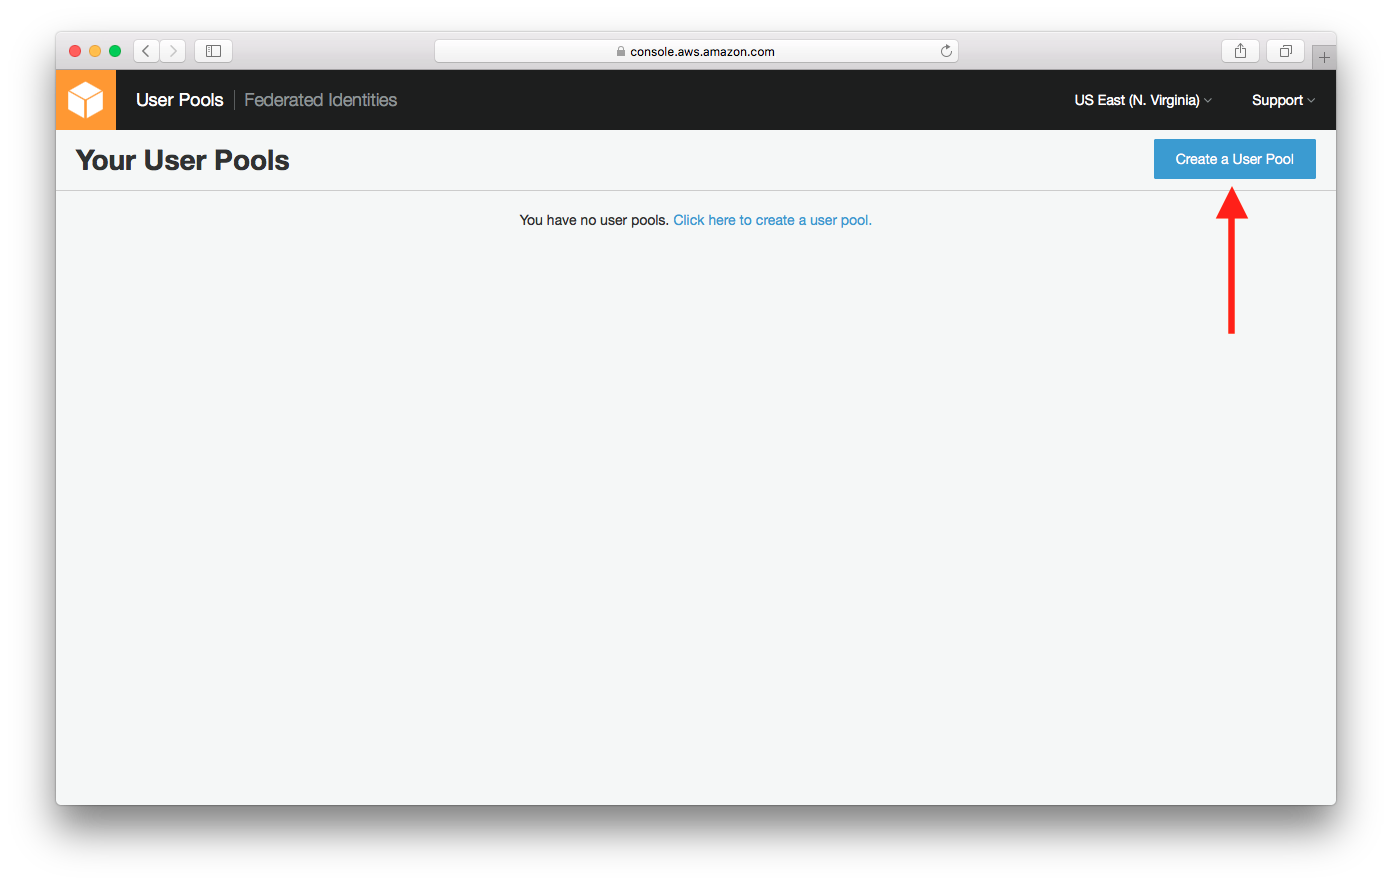 console.aws.amazon.com
User Pools Federated Identities US East (N. Virginia) Support
Your User Pools Create a User Pool
You have no user pools. Click here to create a user pool.